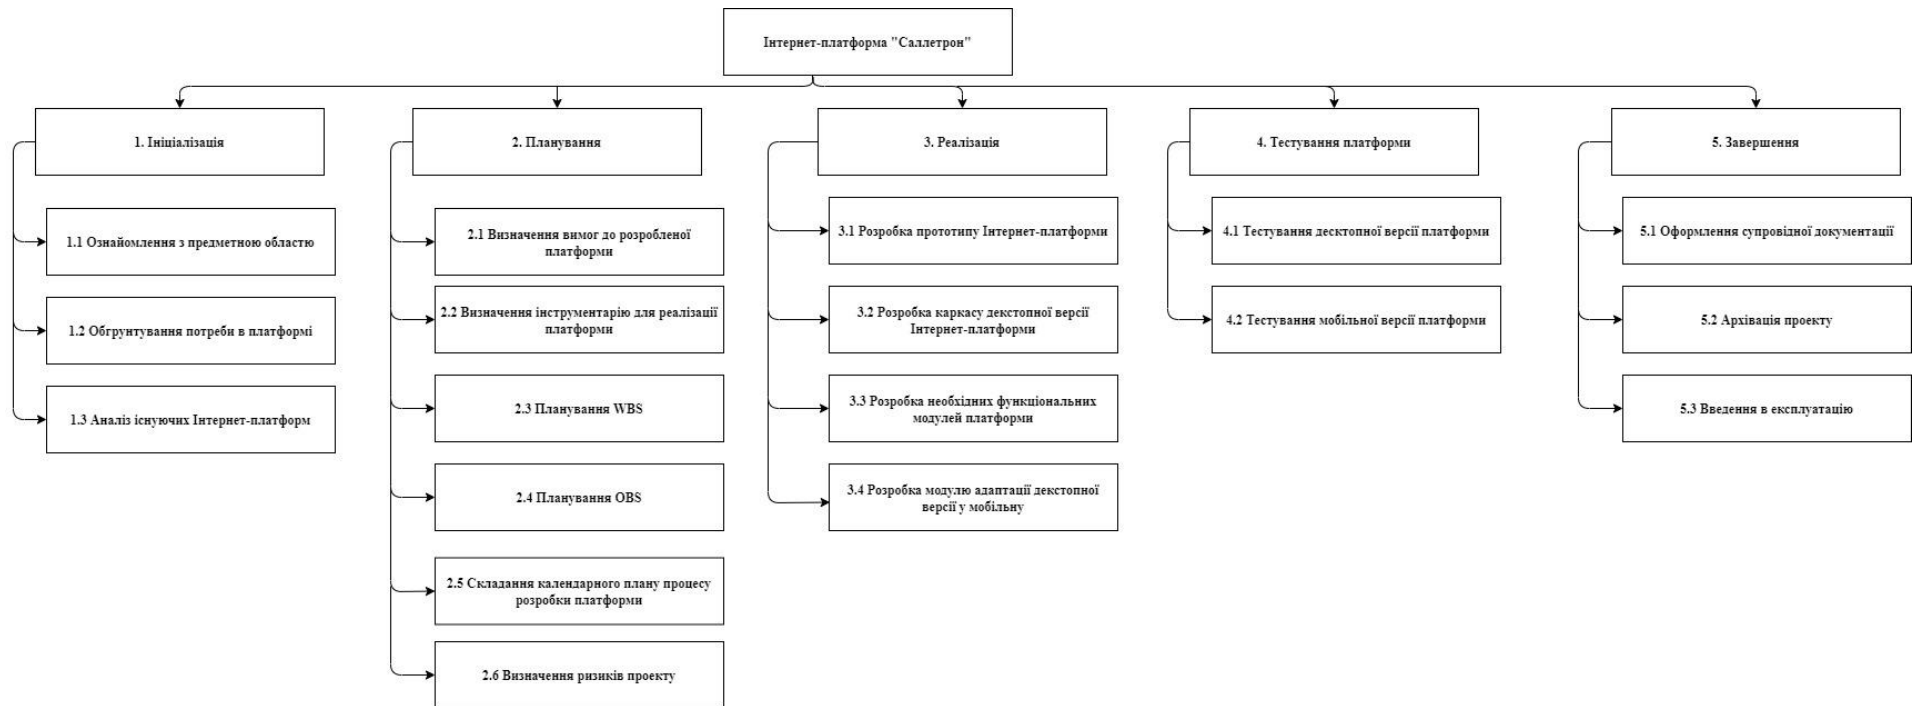 Інтернет-платформа "Саллетрон"
1. Ініціалізація
1.1 Ознайомлення з предметною областю
1.2 Обгрунтування потреби в платформі
1.3 Аналіз існуючих Інтернет-платформ
2. Планування
2.1 Визначення вимог до розробленої
платформи
2.2 Визначення інструментарію для реалізації
платформи
2.3 Планування WBS
2.4 Планування OBS
2.5 Складання календарного плану процесу
розробки платформи
2.6 Визначення ризиків проекту
3. Реалізація
3.1 Розробка прототипу Інтернет-платформи
3.2 Розробка каркасу декстопної версії
Інтернет-платформи
3.3 Розробка необхідних функціональних
модулей платформи
3.4 Розробка модулю адаптації декстопної
версії у мобільну
4. Тестування платформи
4.1 Тестування десктопної версії платформи
4.2 Тестування мобільної версії платформи
5. Завершення
5.1 Оформлення супровідної документації
5.2 Архівація проекту
5.3 Введення в експлуатацію